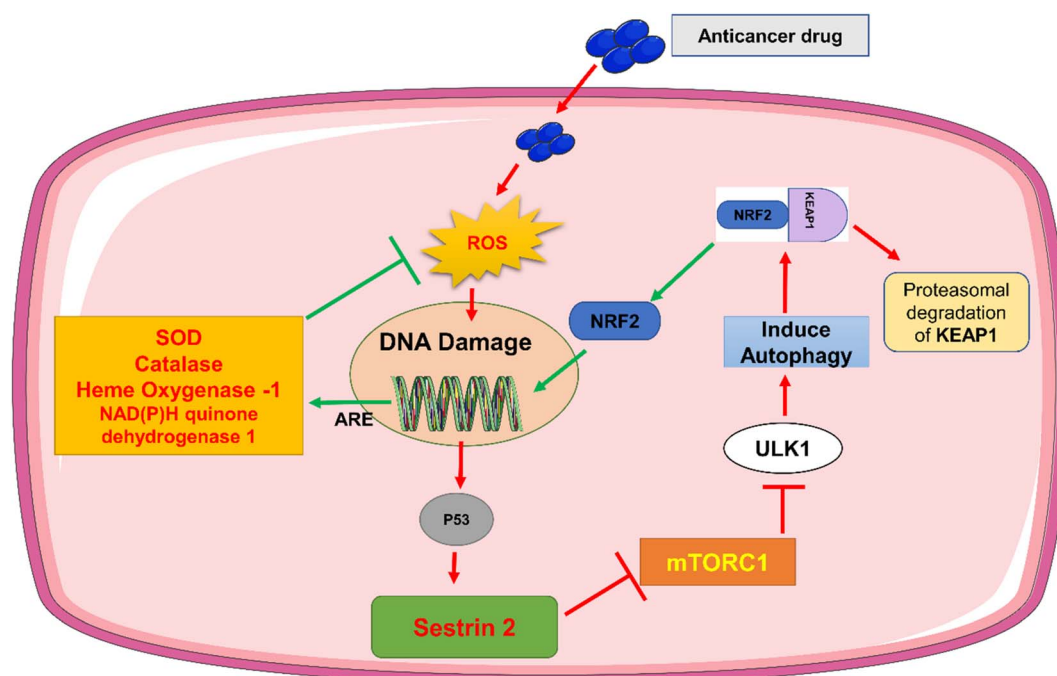 Anticancer drug
ROS
NRF2
KEAP1
Proteasomal
degradation
of KEAP1
NRF2
DNA Damage
Induce
Autophagy
SOD
Catalase
Heme Oxygenase -1
NAD(P)H quinone
dehydrogenase 1
ARE
ULK1
P53
mTORC1
Sestrin 2